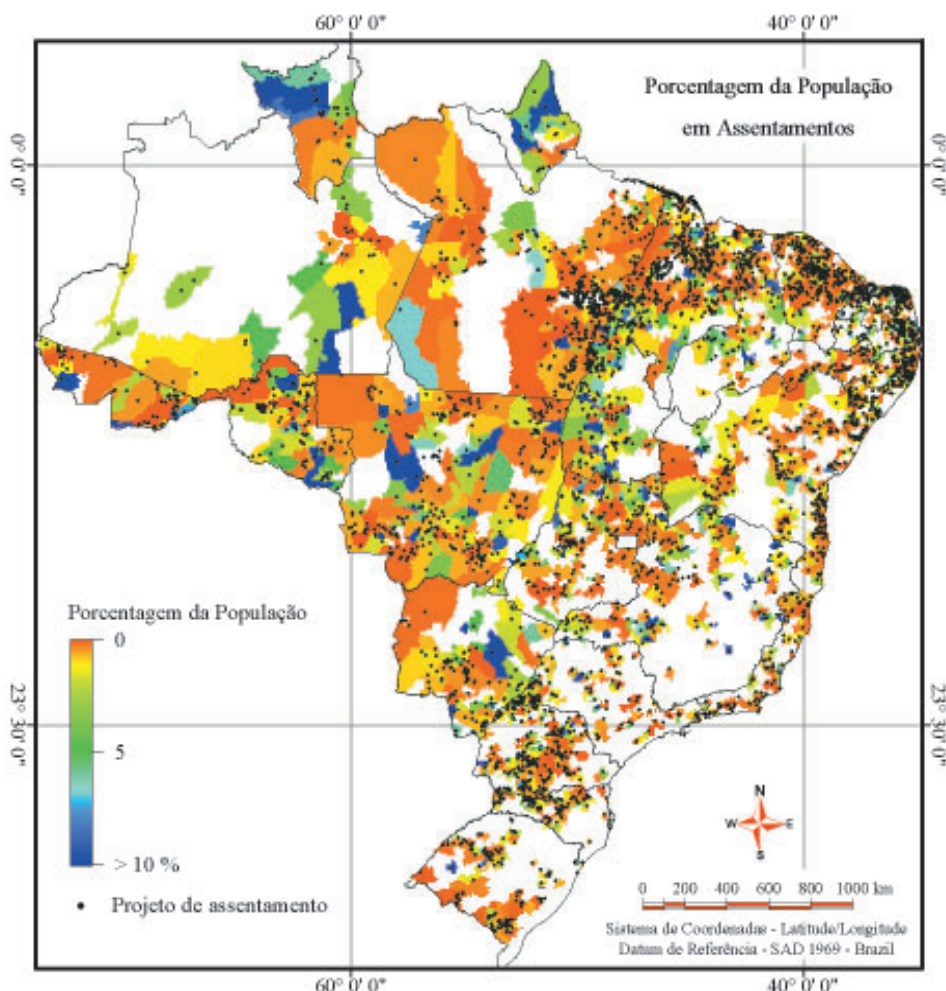 60° 0' 0"
40° 0' 0"
Porcentagem da População
em Assentamentos
0° 0' 0"
0° 0' 0"
Porcentagem da População
0
5
> 10 %
Projeto de assentamento
23° 30' 0"
23° 30' 0"
N
W
E
S
0 200 400 600 800 1000 km
Sistema de Coordenadas - Latitude/Longitude
Datum de Referência - SAD 1969 - Brazil
60° 0' 0"
40° 0' 0"